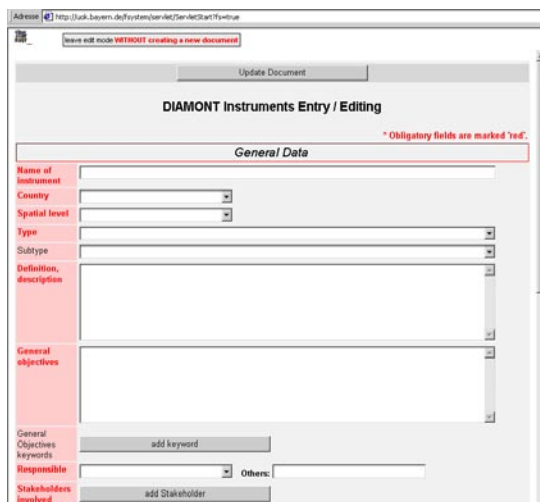 Adresse http://luok.bayern.de/fsystem/servlet/ServletStart?fs=true
leave edit mode WITHOUT creating a new document
Update Document
DIAMONT Instruments Entry / Editing
* Obligatory fields are marked 'red'.
General Data
Name of
instrument
Country
Spatial level
Type
Subtype
Definition,
description
General
objectives
General
Objectives
keywords
add keyword
Responsible
Others:
Stakeholders
involved
add Stakeholder